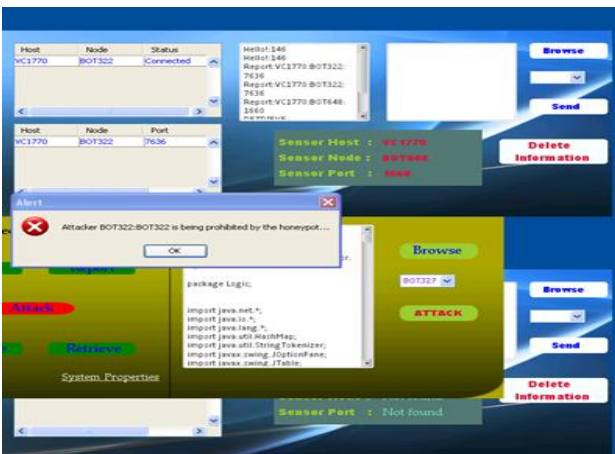 Host Node Status
VC1770 BOT322 Connected
Hello!:146
Hello!:146
Report:VC1770:BOT322:
7636
Report:VC1770:BOT322:
7636
Report:VC1770:BOT648:
1660
Browse
Send
Host Node Port
VC1770 BOT322 7636
Sensor Host : VC1770
Sensor Node : BOT648
Sensor Port : 1660
Delete
Information
Alert
Attacker BOT322:BOT322 is being prohibited by the honeypot....
OK
Report
Attack
Retrieve
System Properties
package Logic;
import java.net.*;
import java.io.*;
import java.lang.*;
import java.util.HashMap;
import java.util.StringTokenizer;
import javax.swing.JOptionPane;
import javax.swing.JTable;
Browse
BOT327
ATTACK
Browse
Send
Delete
Information
Sensor Port : Not found